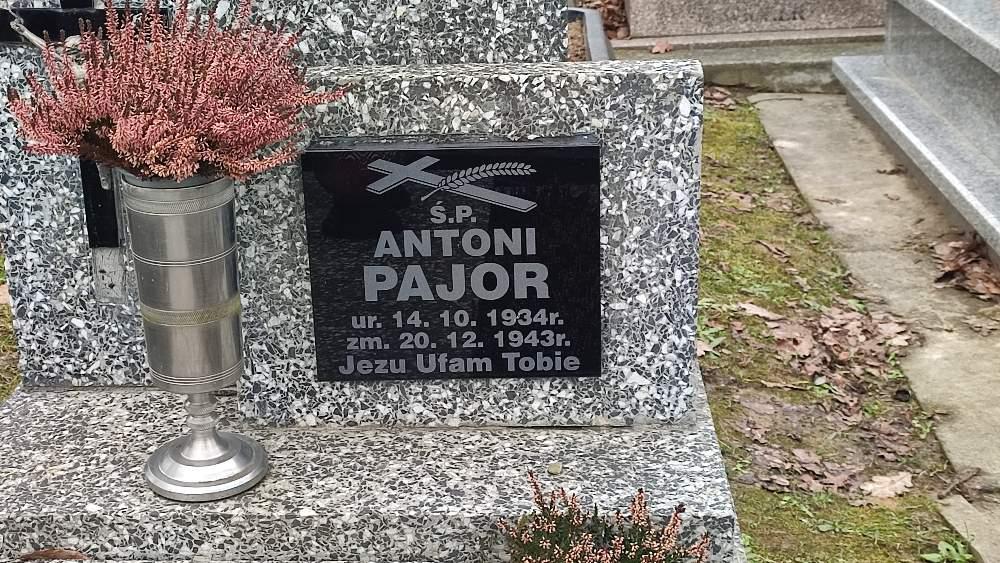 Ś.P.
ANTONI
PAJOR
ur. 14. 10. 1934r.
zm. 20. 12. 1943r.
Jezu Ufam Tobie